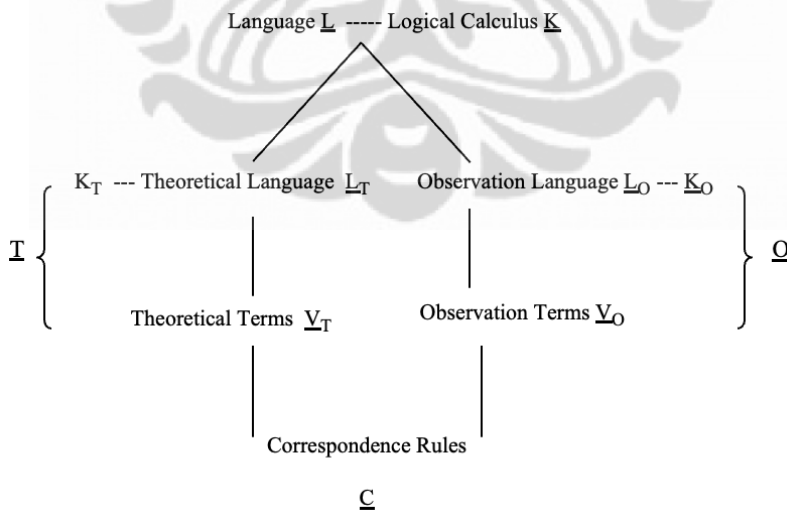 Language L ----- Logical Calculus K
K_T --- Theoretical Language L_T Observation Language L_O --- K_O
T O
Theoretical Terms V_T Observation Terms V_O
Correspondence Rules
C